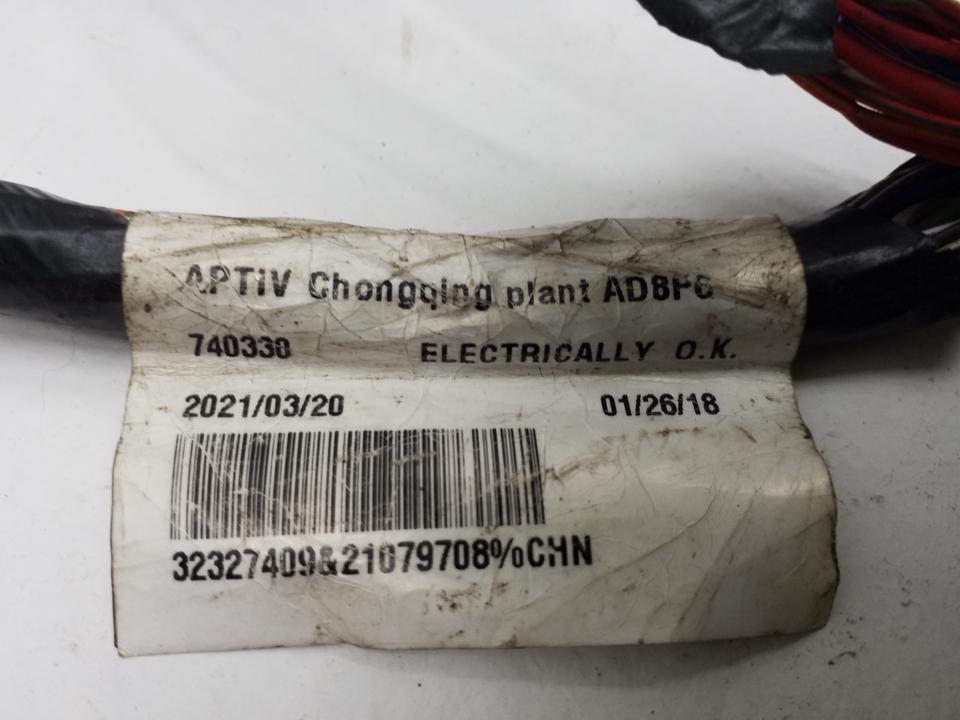 APTIV Chongqing plant AD8P6
740338 ELECTRICALLY O.K.
2021/03/20 01/26/18
32327409&21079708%CHN